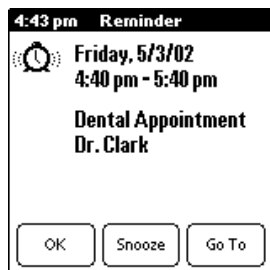 4:43 pm Reminder
Friday, 5/3/02
4:40 pm - 5:40 pm
Dental Appointment
Dr. Clark
OK Snooze Go To